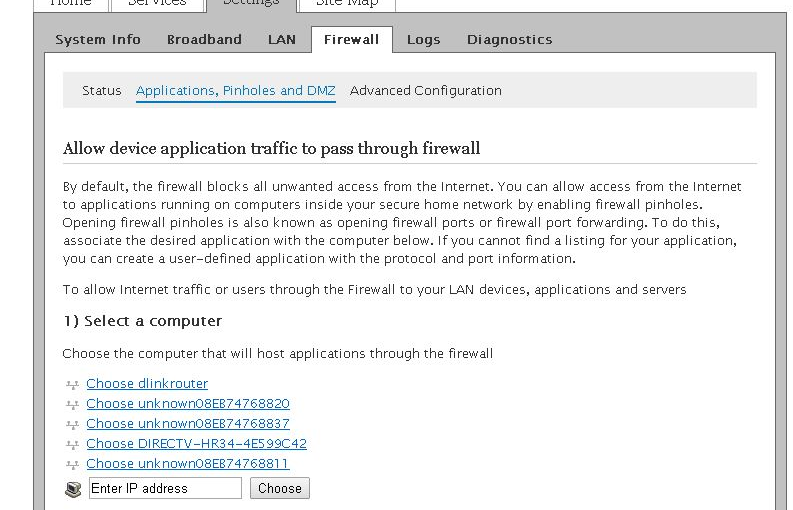 Home Services Settings Site Map
System Info Broadband LAN Firewall Logs Diagnostics
Status Applications, Pinholes and DMZ Advanced Configuration
Allow device application traffic to pass through firewall
By default, the firewall blocks all unwanted access from the Internet. You can allow access from the Internet
to applications running on computers inside your secure home network by enabling firewall pinholes.
Opening firewall pinholes is also known as opening firewall ports or firewall port forwarding. To do this,
associate the desired application with the computer below. If you cannot find a listing for your application,
you can create a user-defined application with the protocol and port information.
To allow Internet traffic or users through the Firewall to your LAN devices, applications and servers
1) Select a computer
Choose the computer that will host applications through the firewall
Choose dlinkrouter
Choose unknown08EB74768820
Choose unknown08EB74768837
Choose DIRECTV-HR34-4E599C42
Choose unknown08EB74768811
Enter IP address Choose